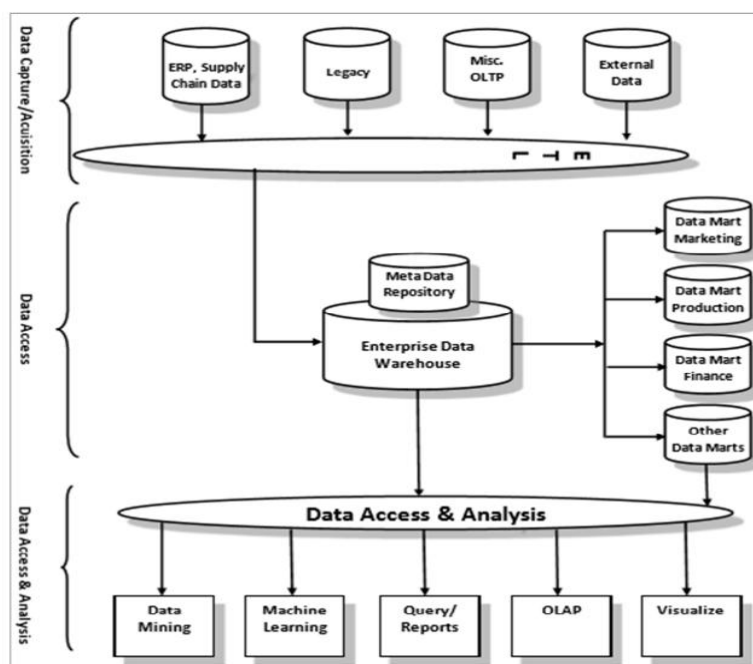 Data Capture/Acuisition
ERP, Supply
Chain Data
Legacy
Misc.
OLTP
External
Data
E T L
Data Access
Meta Data
Repository
Enterprise Data
Warehouse
Data Mart
Marketing
Data Mart
Production
Data Mart
Finance
Other
Data Marts
Data Access & Analysis
Data Access & Analysis
Data
Mining
Machine
Learning
Query/
Reports
OLAP
Visualize